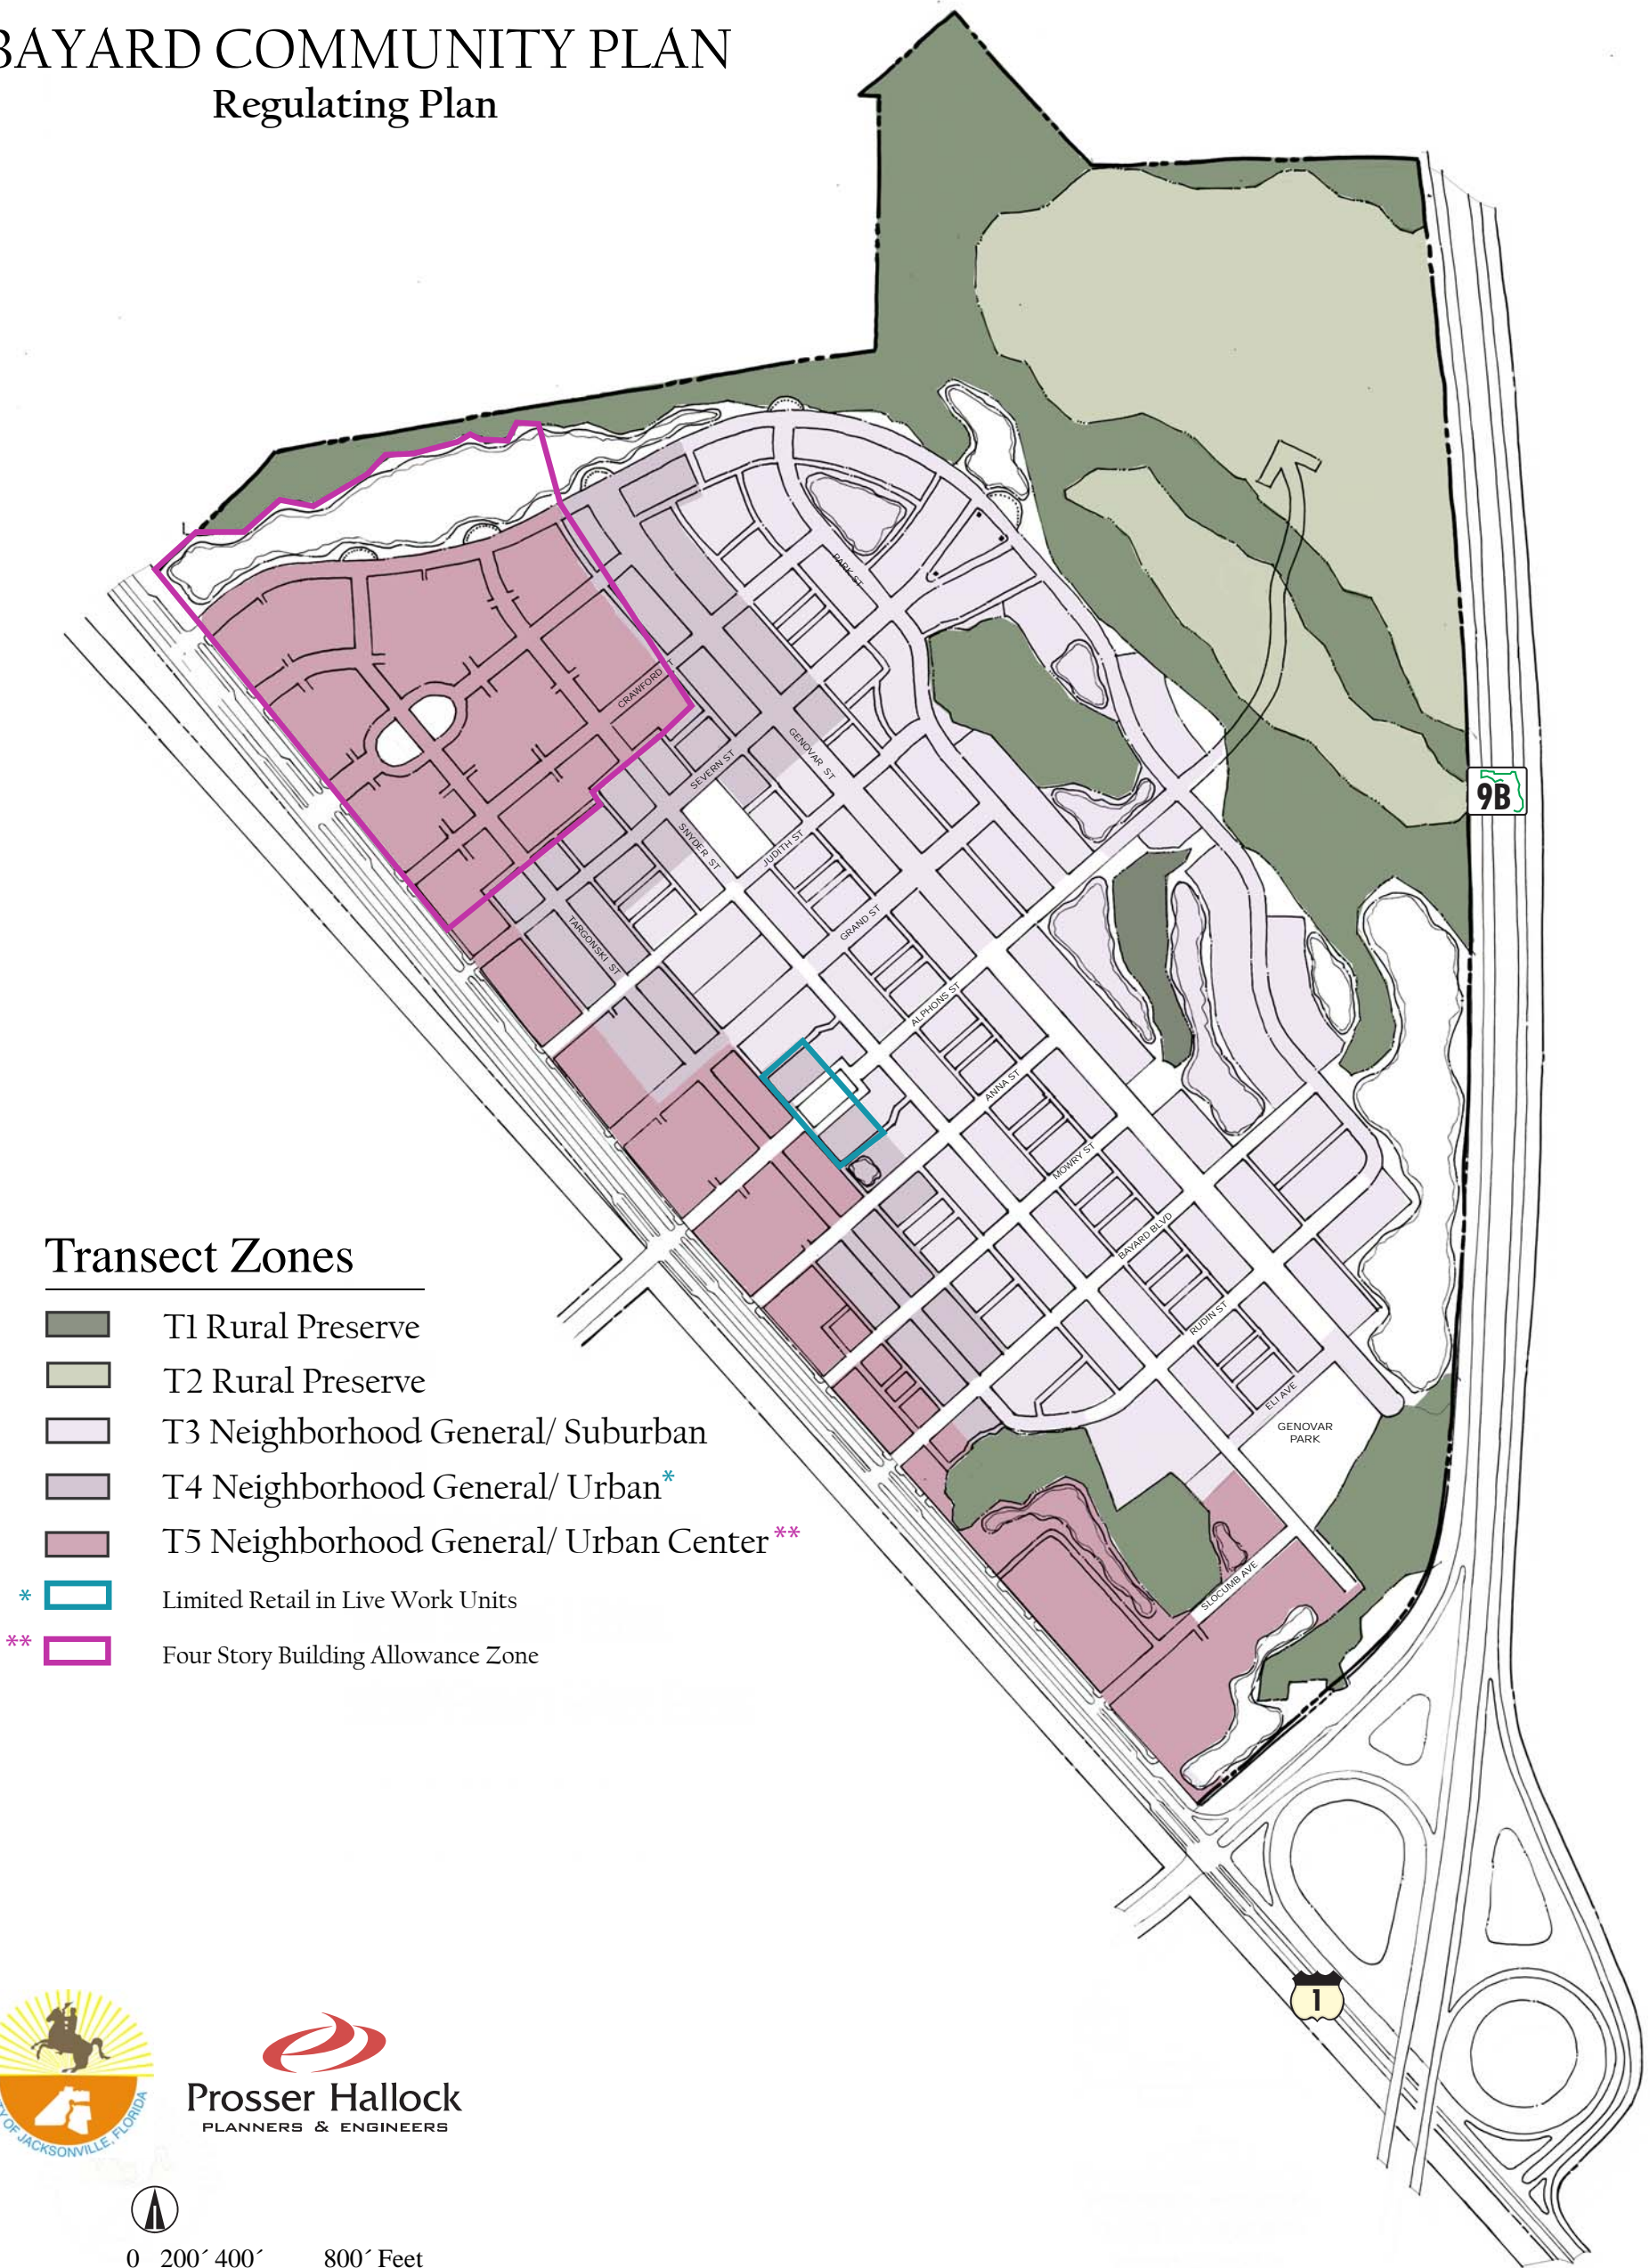 BAYARD COMMUNITY PLAN
Regulating Plan
PARK ST
CRAWFORD
GENOVAR ST
SEVERN ST
9B
SNYDER ST
JUDITH ST
GRAND ST
TARGONSKI ST
ALPHONS ST
ANNA ST
MOWRY ST
BAYARD BLVD
RUDIN ST
ELI AVE
GENOVAR
PARK
SLOCUMB AVE
Transect Zones
T1 Rural Preserve
T2 Rural Preserve
T3 Neighborhood General/ Suburban
T4 Neighborhood General/ Urban*
T5 Neighborhood General/ Urban Center **
* Limited Retail in Live Work Units
** Four Story Building Allowance Zone
1
OF JACKSONVILLE, FLORIDA
Prosser Hallock
PLANNERS & ENGINEERS
0 200´ 400´ 800´ Feet